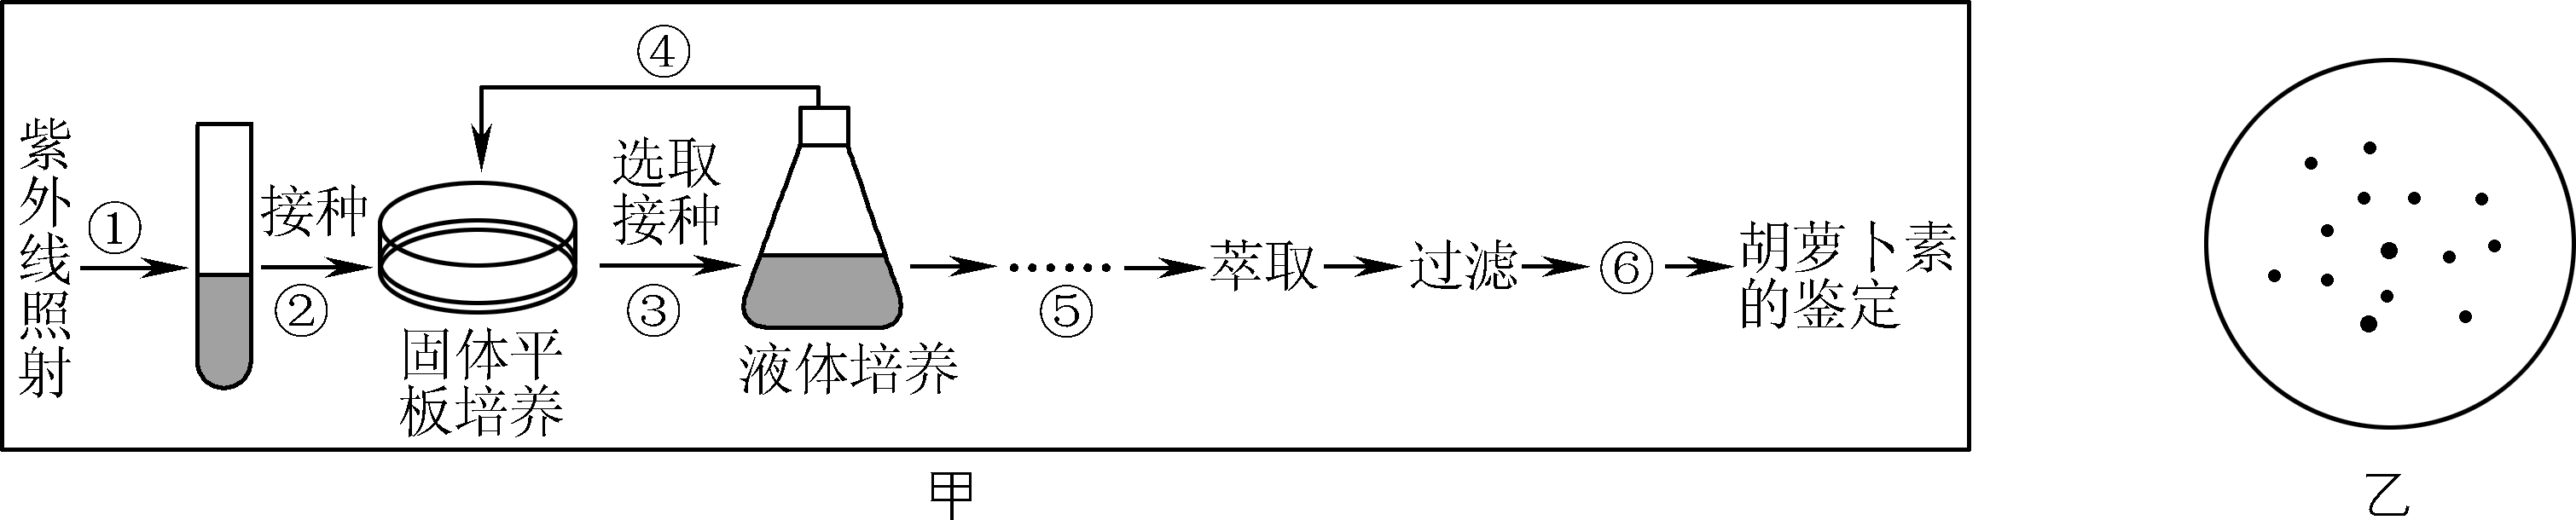 紫外线照射
①
接种
②
固体平
板培养
④
选取
接种
③
液体培养
······
⑤
萃取
过滤
⑥
胡萝卜素
的鉴定
甲
乙